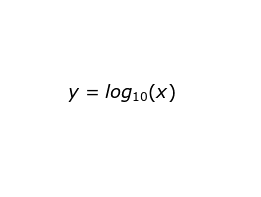 y = log₁₀(x)